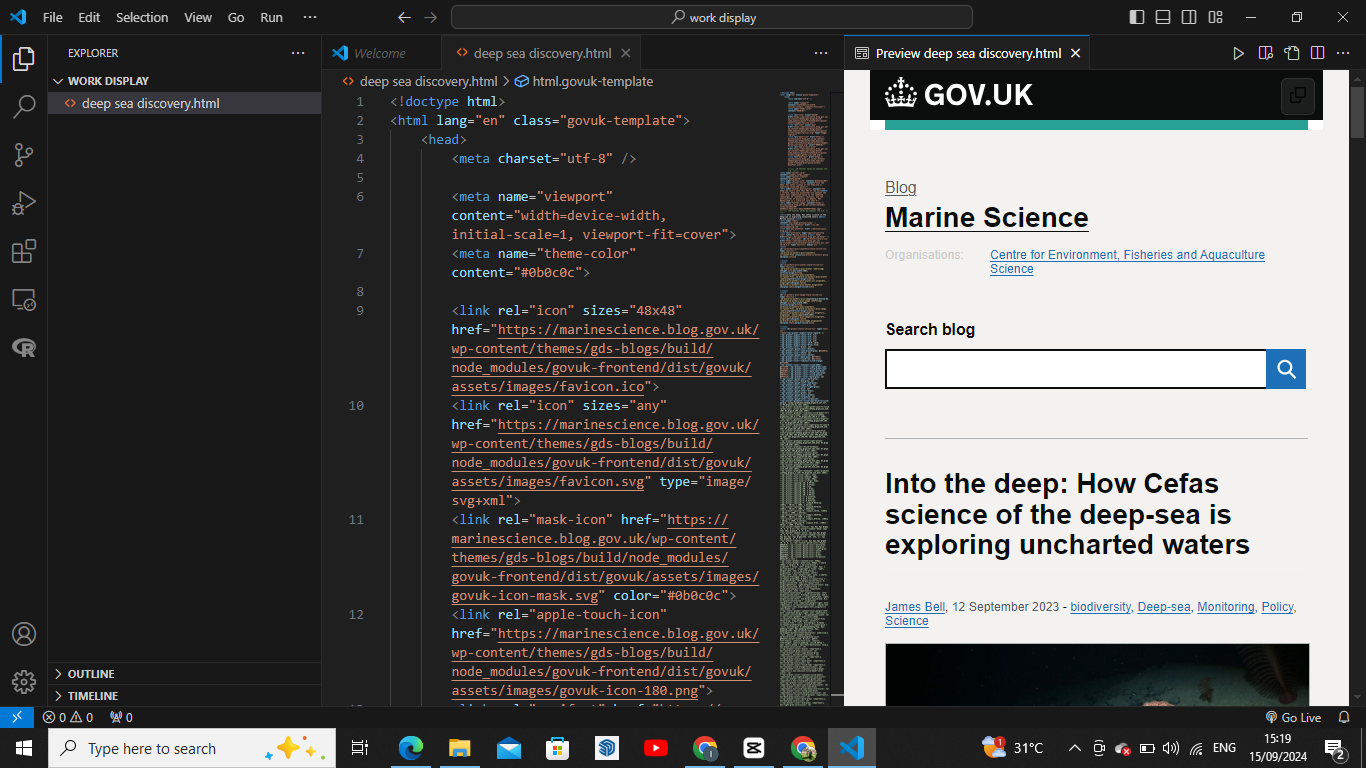 File Edit Selection View Go Run ···
work display
EXPLORER
WORK DISPLAY
deep sea discovery.html
OUTLINE
TIMELINE
Welcome
deep sea discovery.html
deep sea discovery.html > html.govuk-template
1 <!doctype html>
2 <html lang="en" class="govuk-template">
3 <head>
4 <meta charset="utf-8" />
5
6 <meta name="viewport"
content="width=device-width,
initial-scale=1, viewport-fit=cover">
7 <meta name="theme-color"
content="#0b0c0c">
8
9 <link rel="icon" sizes="48x48"
href="https://marinescience.blog.gov.uk/
wp-content/themes/gds-blogs/build/
node_modules/govuk-frontend/dist/govuk/
assets/images/favicon.ico">
10 <link rel="icon" sizes="any"
href="https://marinescience.blog.gov.uk/
wp-content/themes/gds-blogs/build/
node_modules/govuk-frontend/dist/govuk/
assets/images/favicon.svg" type="image/
svg+xml">
11 <link rel="mask-icon" href="https://
marinescience.blog.gov.uk/wp-content/
themes/gds-blogs/build/node_modules/
govuk-frontend/dist/govuk/assets/images/
govuk-icon-mask.svg" color="#0b0c0c">
12 <link rel="apple-touch-icon"
href="https://marinescience.blog.gov.uk/
wp-content/themes/gds-blogs/build/
node_modules/govuk-frontend/dist/govuk/
assets/images/govuk-icon-180.png">
Preview deep sea discovery.html
GOV.UK
Blog
Marine Science
Organisations: Centre for Environment, Fisheries and Aquaculture
Science
Search blog
Into the deep: How Cefas
science of the deep-sea is
exploring uncharted waters
James Bell, 12 September 2023 - biodiversity, Deep-sea, Monitoring, Policy,
Science
0 0 0
Go Live
Type here to search
1
31°C
ENG
15:19
15/09/2024
2